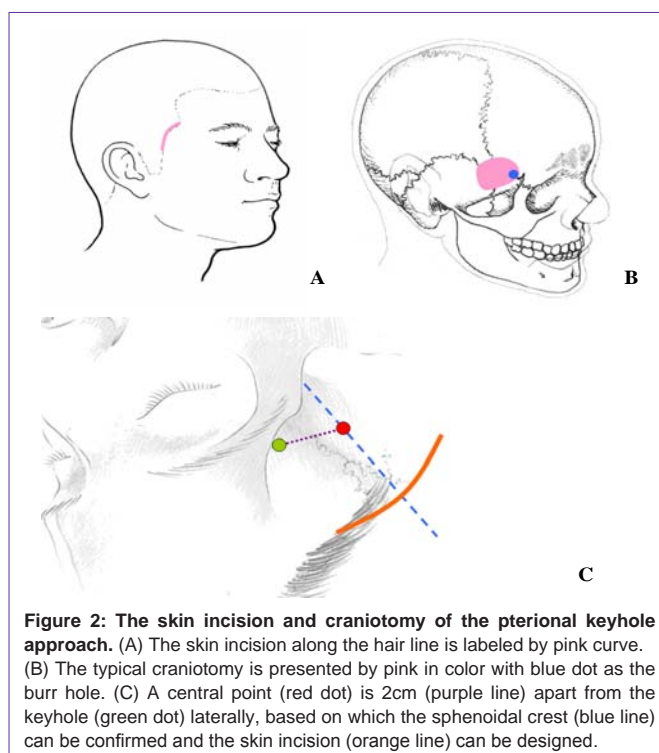 A
B
C
Figure 2: The skin incision and craniotomy of the pterional keyhole
approach. (A) The skin incision along the hair line is labeled by pink curve.
(B) The typical craniotomy is presented by pink in color with blue dot as the
burr hole. (C) A central point (red dot) is 2cm (purple line) apart from the
keyhole (green dot) laterally, based on which the sphenoidal crest (blue line)
can be confirmed and the skin incision (orange line) can be designed.